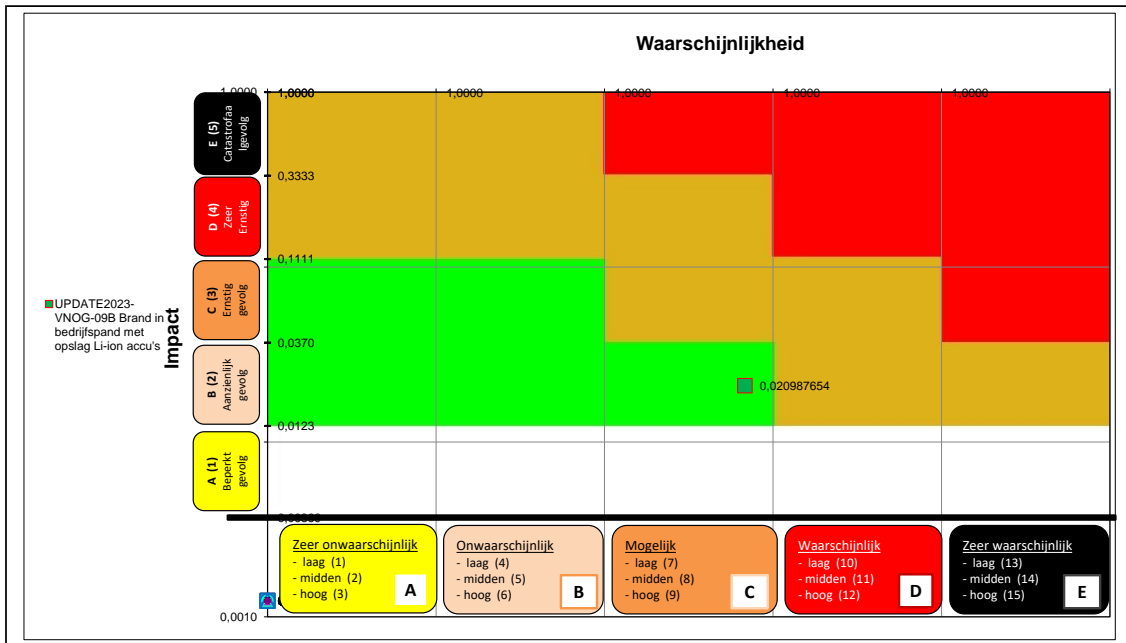 Waarschijnlijkheid
1,0000
1,0000
1,0000
1,0000
1,0000
1,0000
E (5)
Catastrofaa
lgevolg
0,3333
D (4)
Zeer
Ernstig
0,1111
C (3)
Ernstig
gevolg
UPDATE2023-
VNOG-09B Brand in
bedrijfspand met
opslag Li-ion accu's
Impact
0,0370
B (2)
Aanzienlijk
gevolg
0,020987654
0,0123
A (1)
Beperkt
gevolg
Zeer onwaarschijnlijk
- laag (1)
- midden (2)
- hoog (3)
A
Onwaarschijnlijk
- laag (4)
- midden (5)
- hoog (6)
B
Mogelijk
- laag (7)
- midden (8)
- hoog (9)
C
Waarschijnlijk
- laag (10)
- midden (11)
- hoog (12)
D
Zeer waarschijnlijk
- laag (13)
- midden (14)
- hoog (15)
E
0,0010